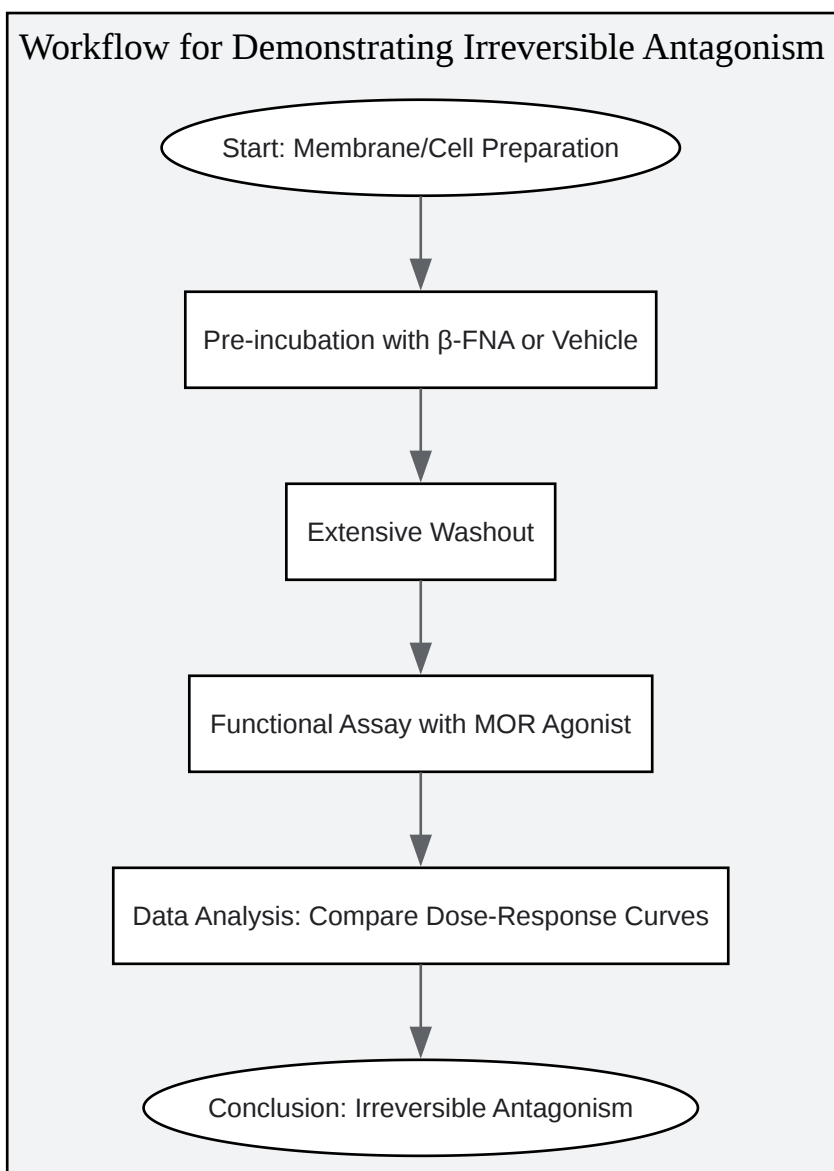 Workflow for Demonstrating Irreversible Antagonism
Start: Membrane/Cell Preparation
Pre-incubation with β-FNA or Vehicle
Extensive Washout
Functional Assay with MOR Agonist
Data Analysis: Compare Dose-Response Curves
Conclusion: Irreversible Antagonism